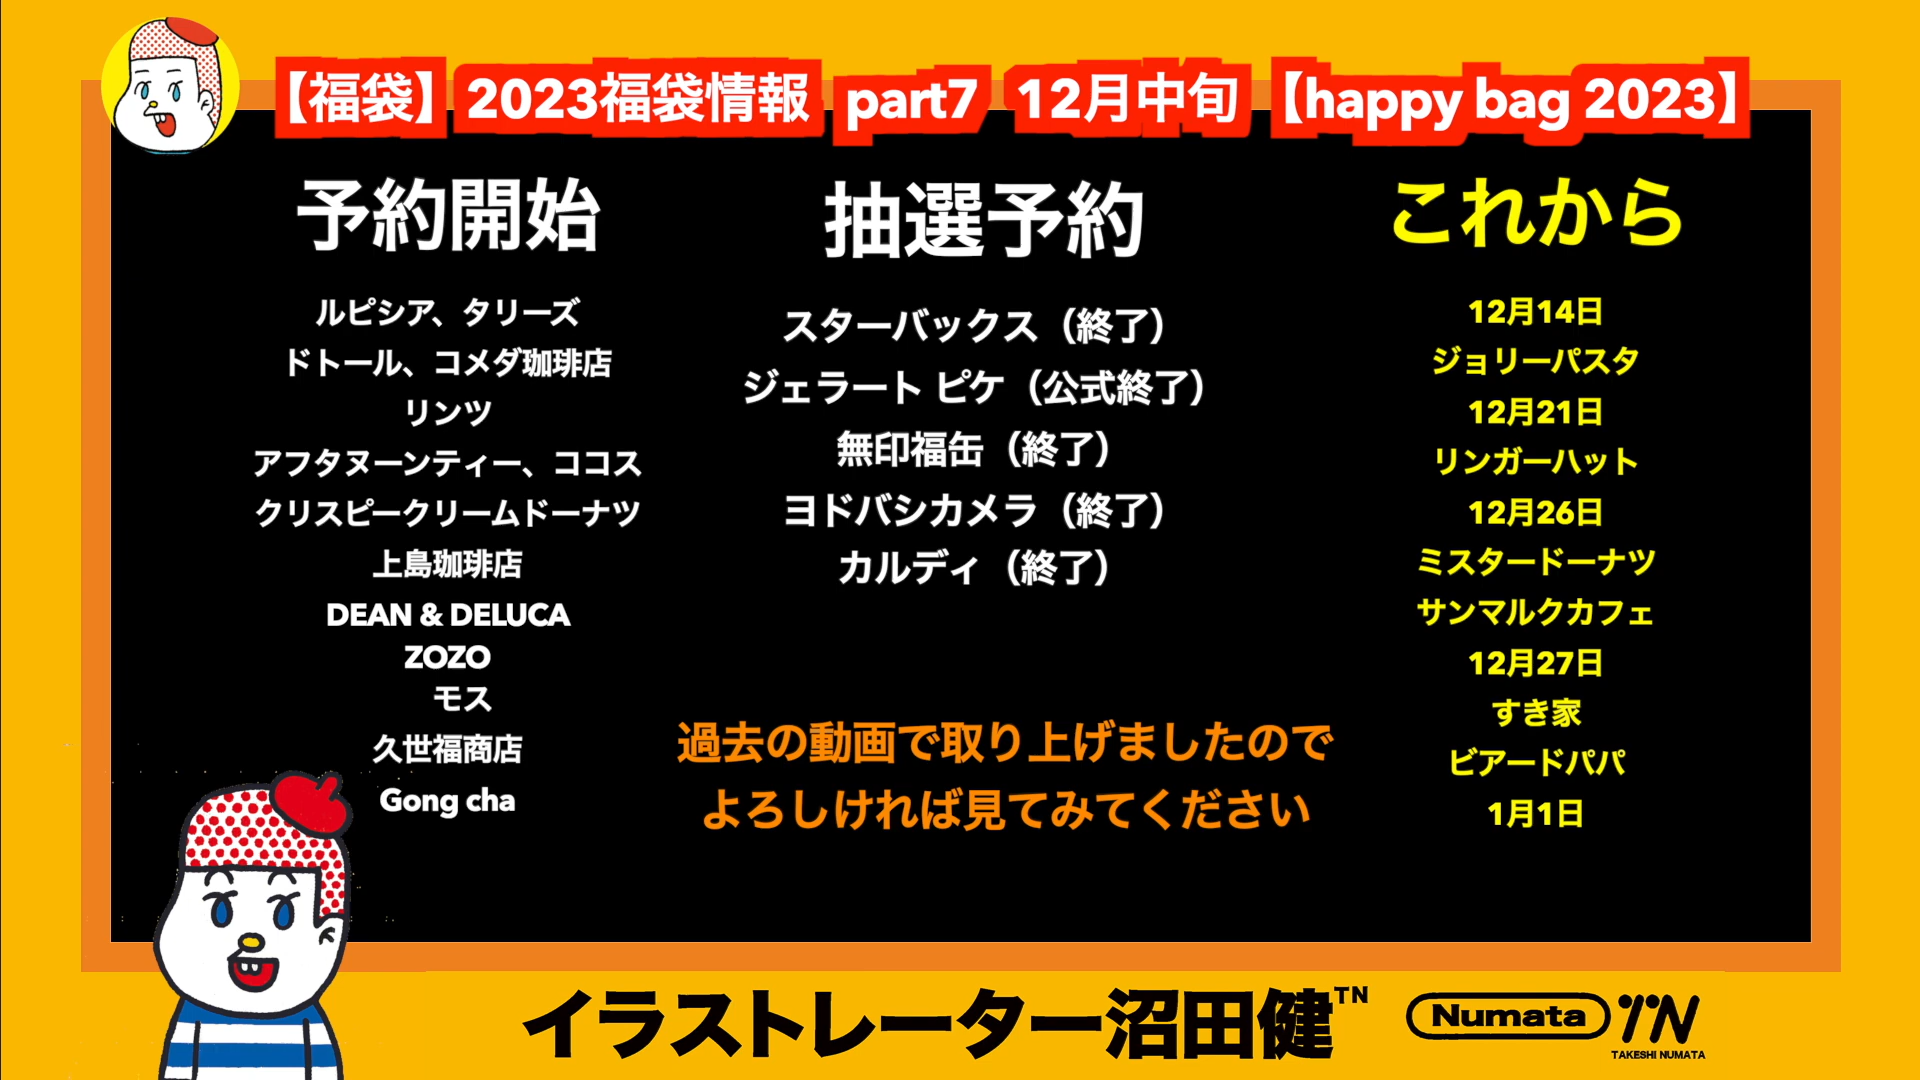 【福袋】2023福袋情報 part7 12月中旬【happy bag 2023】
予約開始
ルピシア、タリーズ
ドトール、コメダ珈琲店
リンツ
アフタヌーンティー、ココス
クリスピークリームドーナツ
上島珈琲店
DEAN & DELUCA
ZOZO
モス
久世福商店
Gong cha
抽選予約
スターバックス（終了）
ジェラート ピケ（公式終了）
無印福缶（終了）
ヨドバシカメラ（終了）
カルディ（終了）
過去の動画で取り上げましたので
よろしければ見てみてください
これから
12月14日
ジョリーパスタ
12月21日
リンガーハット
12月26日
ミスタードーナツ
サンマルクカフェ
12月27日
すき家
ビアードパパ
1月1日
イラストレーター沼田健TN
Numata
TN
TAKESHI NUMATA